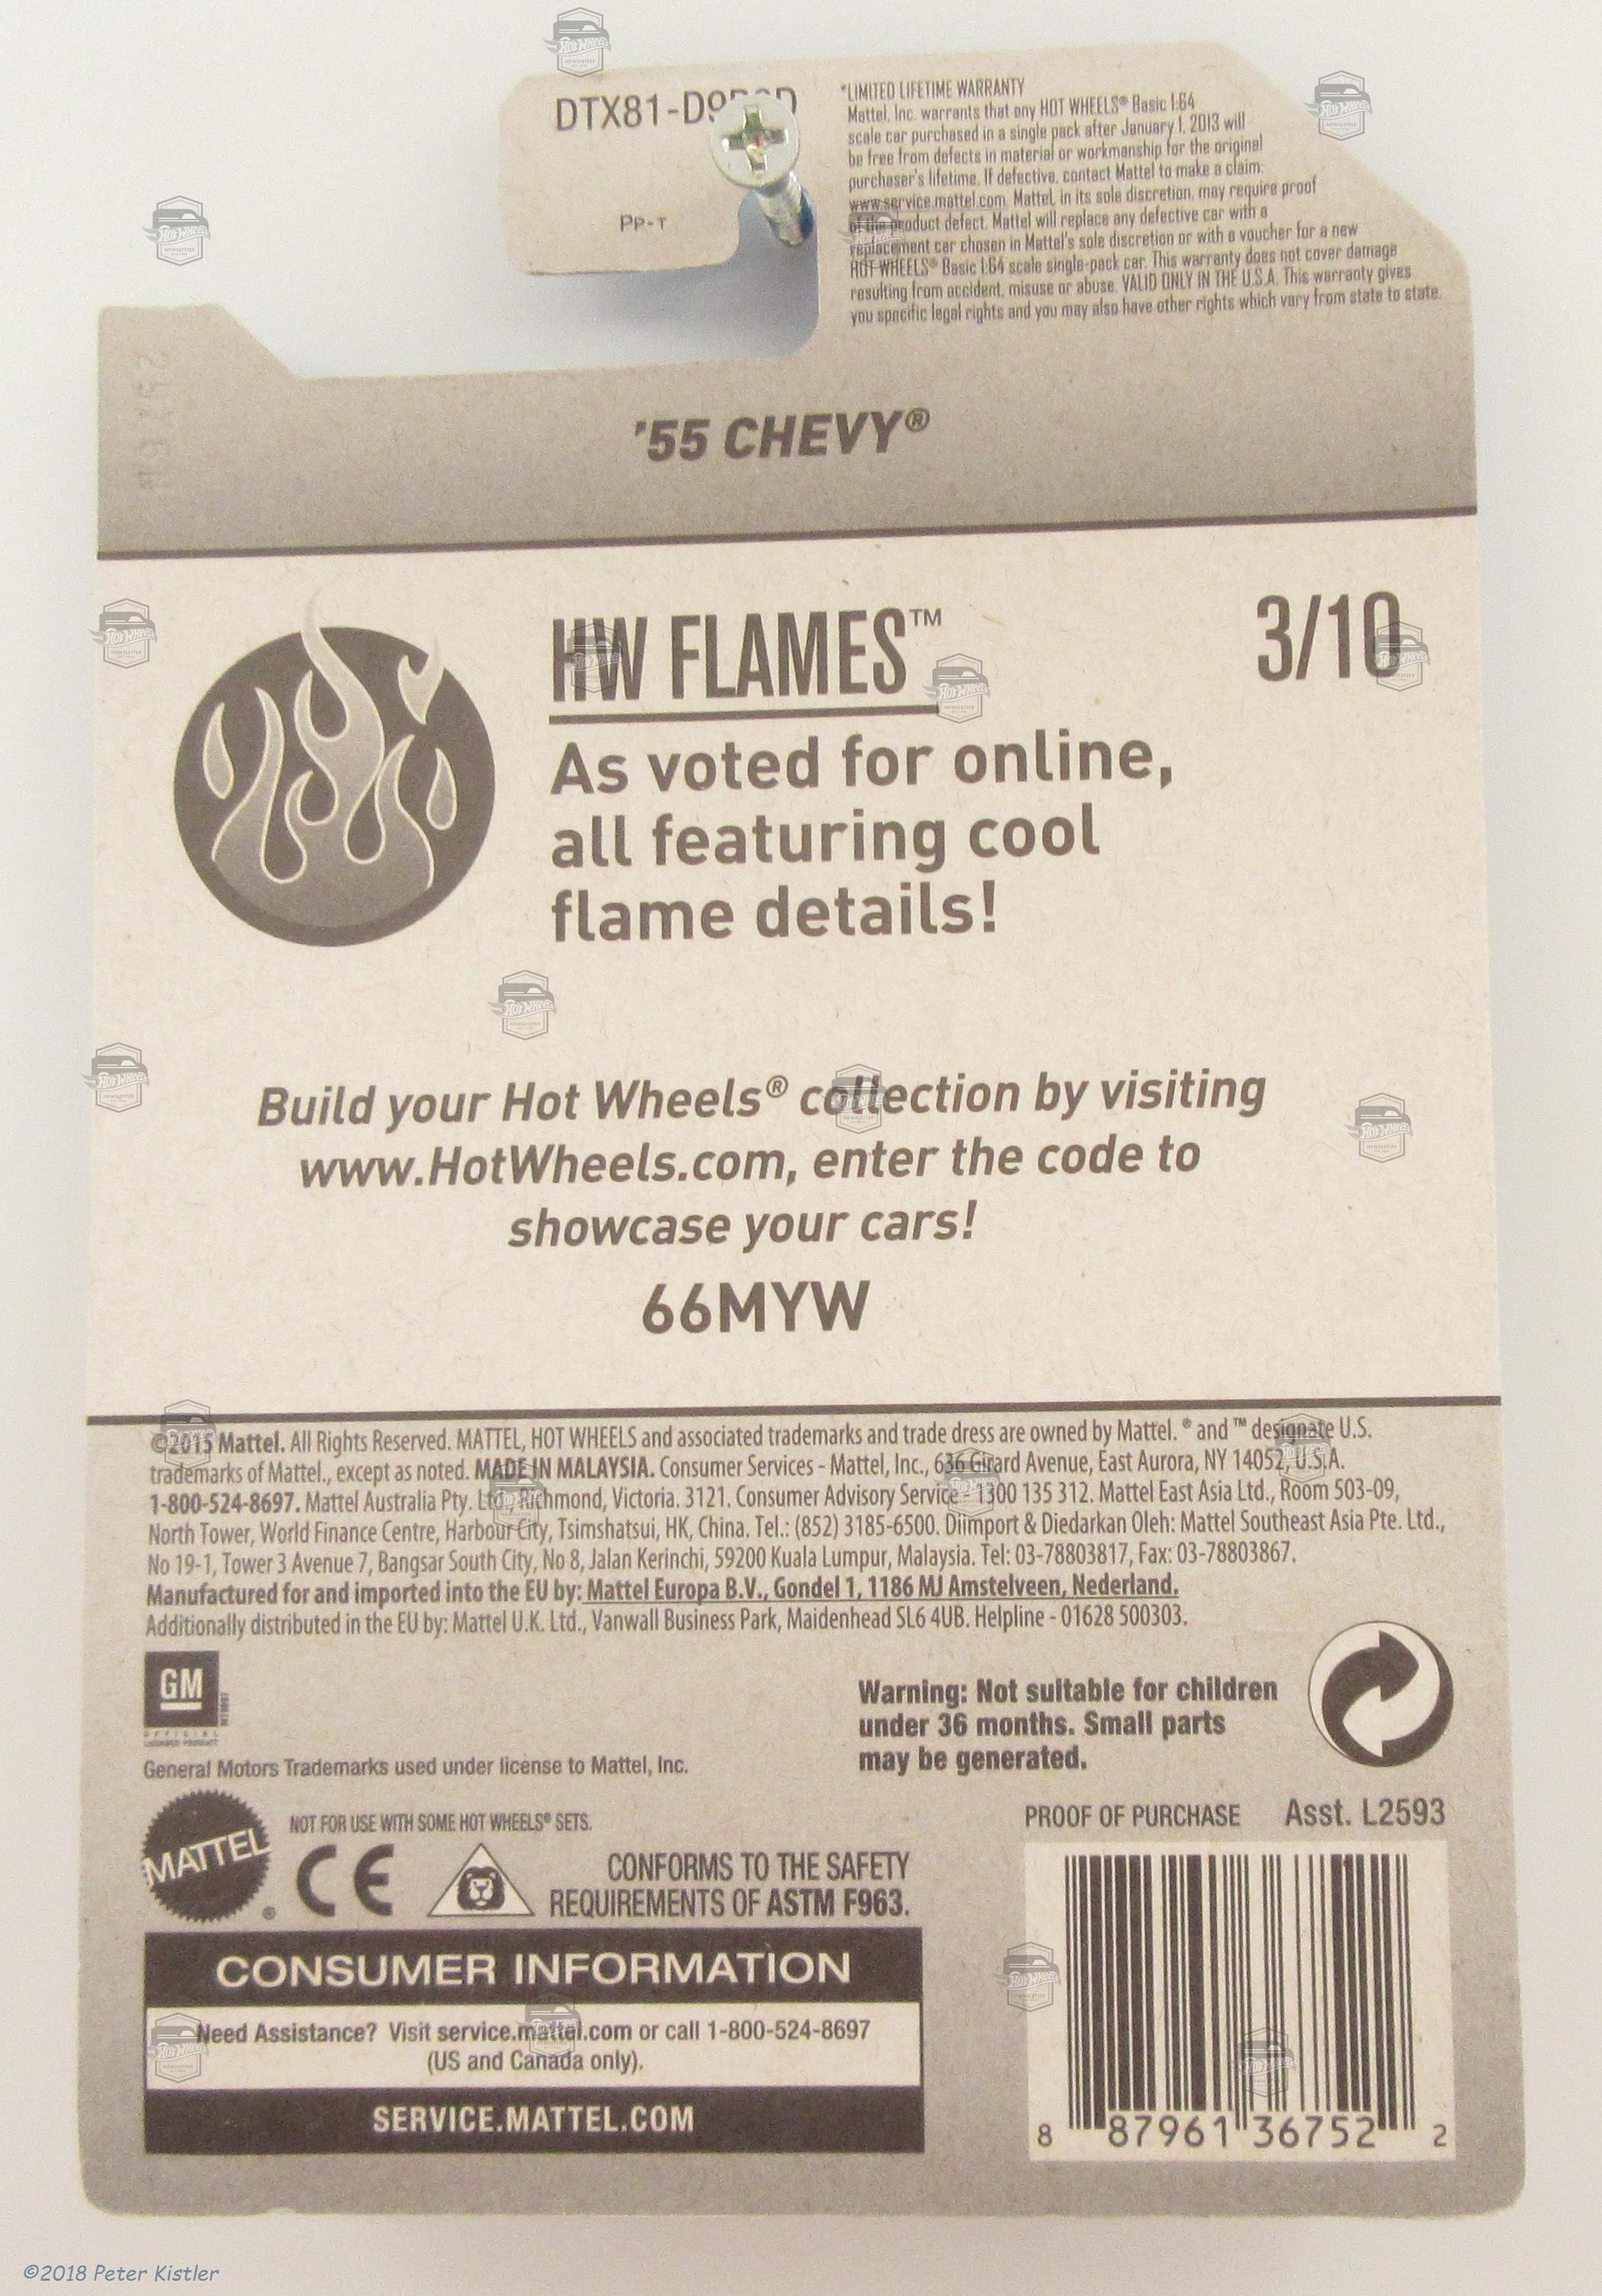 DTX81-D9
PP-T
*LIMITED LIFETIME WARRANTY
Mattel, Inc. warrants that any HOT WHEELS® Basic 1:64
scale car purchased in a single pack after January 1, 2013 will
be free from defects in material or workmanship for the original
purchaser's lifetime. If defective, contact Mattel to make a claim:
www.service.mattel.com. Mattel, in its sole discretion, may require proof
of the product defect. Mattel will replace any defective car with a
replacement car chosen in Mattel's sole discretion or with a voucher for a new
HOT WHEELS® Basic 1:64 scale single-pack car. This warranty does not cover damage
resulting from accident, misuse or abuse. VALID ONLY IN THE U.S.A. This warranty gives
you specific legal rights and you may also have other rights which vary from state to state.
'55 CHEVY®
HW FLAMES™
3/10
As voted for online,
all featuring cool
flame details!
Build your Hot Wheels® collection by visiting
www.HotWheels.com, enter the code to
showcase your cars!
66MYW
©2015 Mattel. All Rights Reserved. MATTEL, HOT WHEELS and associated trademarks and trade dress are owned by Mattel. ® and ™ designate U.S.
trademarks of Mattel., except as noted. MADE IN MALAYSIA. Consumer Services - Mattel, Inc., 636 Girard Avenue, East Aurora, NY 14052, U.S.A.
1-800-524-8697. Mattel Australia Pty. Ltd., Richmond, Victoria. 3121. Consumer Advisory Service - 1300 135 312. Mattel East Asia Ltd., Room 503-09,
North Tower, World Finance Centre, Harbour City, Tsimshatsui, HK, China. Tel.: (852) 3185-6500. Diimport & Diedarkan Oleh: Mattel Southeast Asia Pte. Ltd.,
No 19-1, Tower 3 Avenue 7, Bangsar South City, No 8, Jalan Kerinchi, 59200 Kuala Lumpur, Malaysia. Tel: 03-78803817, Fax: 03-78803867.
Manufactured for and imported into the EU by: Mattel Europa B.V., Gondel 1, 1186 MJ Amstelveen, Nederland.
Additionally distributed in the EU by: Mattel U.K. Ltd., Vanwall Business Park, Maidenhead SL6 4UB. Helpline - 01628 500303.
GM
OFFICIAL
LICENSED PRODUCT
General Motors Trademarks used under license to Mattel, Inc.
Warning: Not suitable for children
under 36 months. Small parts
may be generated.
MATTEL®
NOT FOR USE WITH SOME HOT WHEELS® SETS.
CE
CONFORMS TO THE SAFETY
REQUIREMENTS OF ASTM F963.
PROOF OF PURCHASE Asst. L2593
CONSUMER INFORMATION
Need Assistance? Visit service.mattel.com or call 1-800-524-8697
(US and Canada only).
SERVICE.MATTEL.COM
8 87961 36752 2
©2018 Peter Kistler